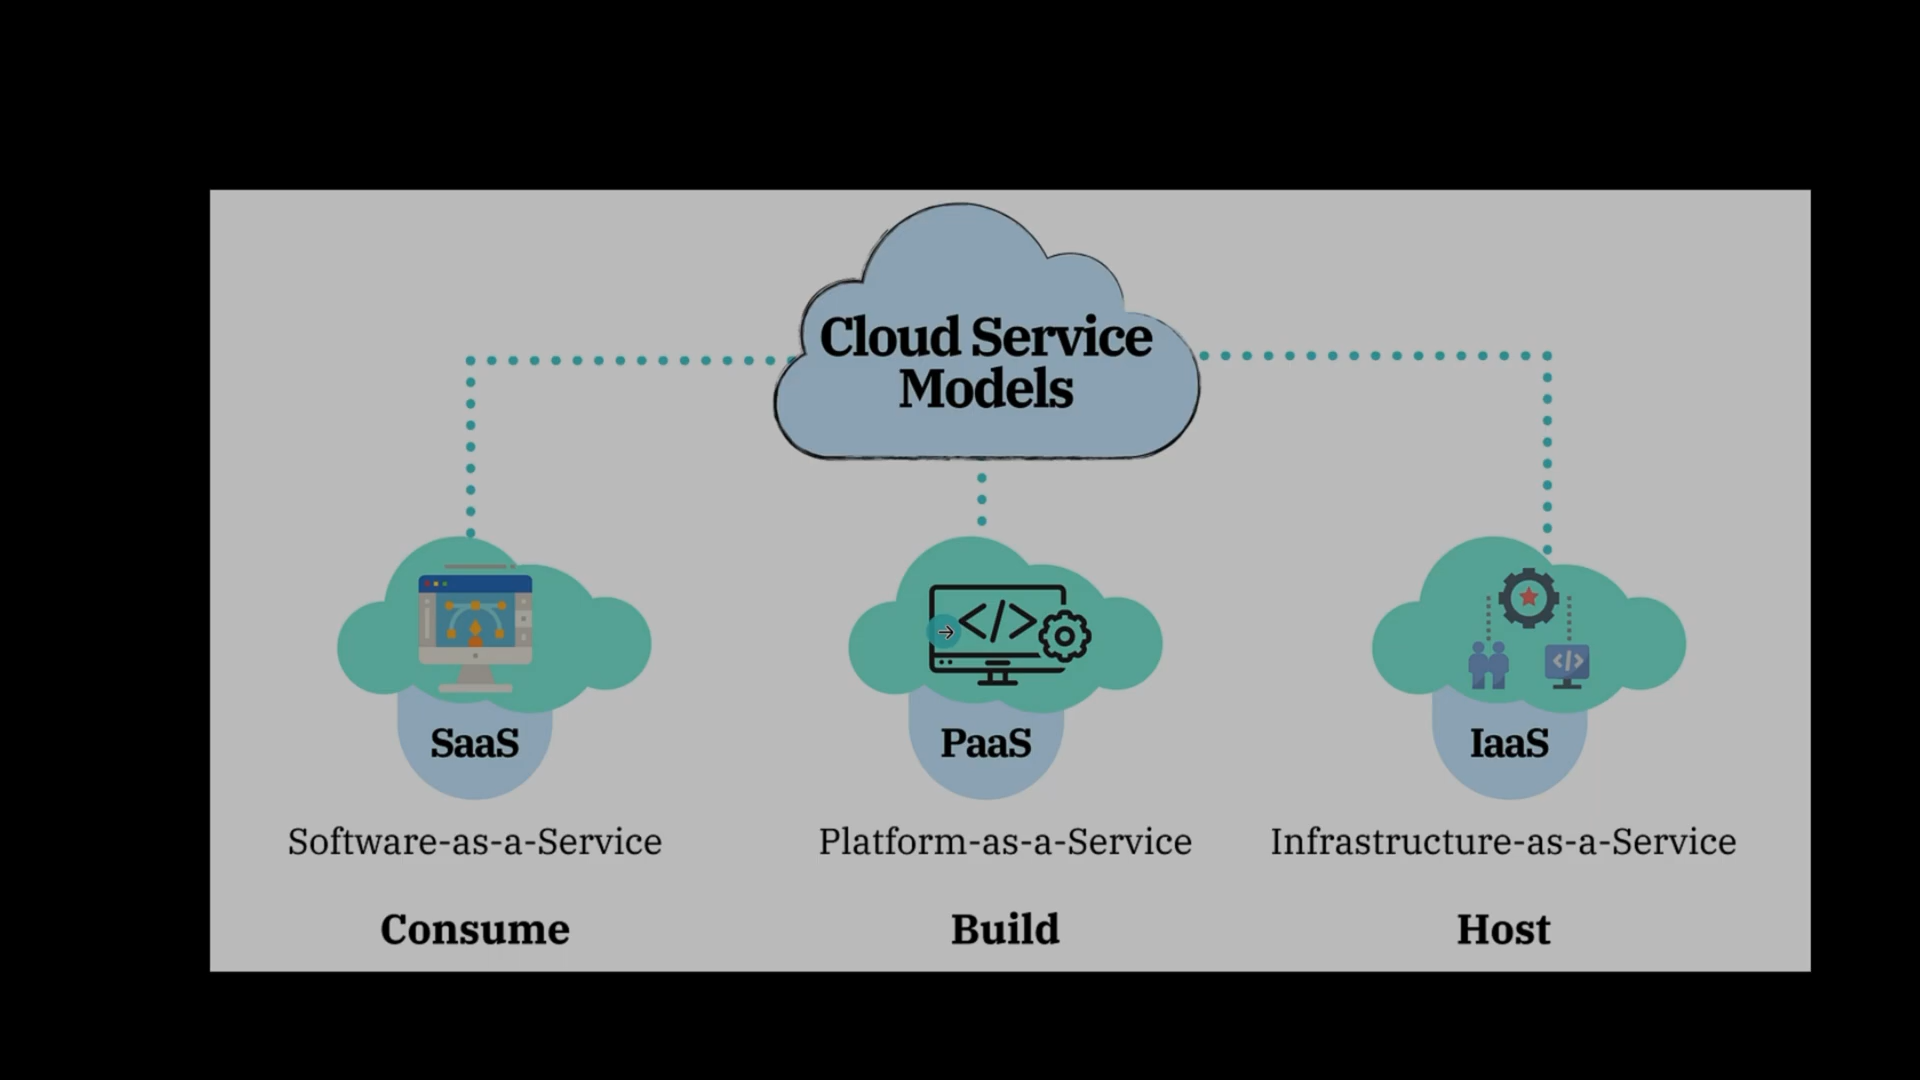 Cloud Service
Models
SaaS
PaaS
IaaS
Software-as-a-Service
Platform-as-a-Service
Infrastructure-as-a-Service
Consume
Build
Host